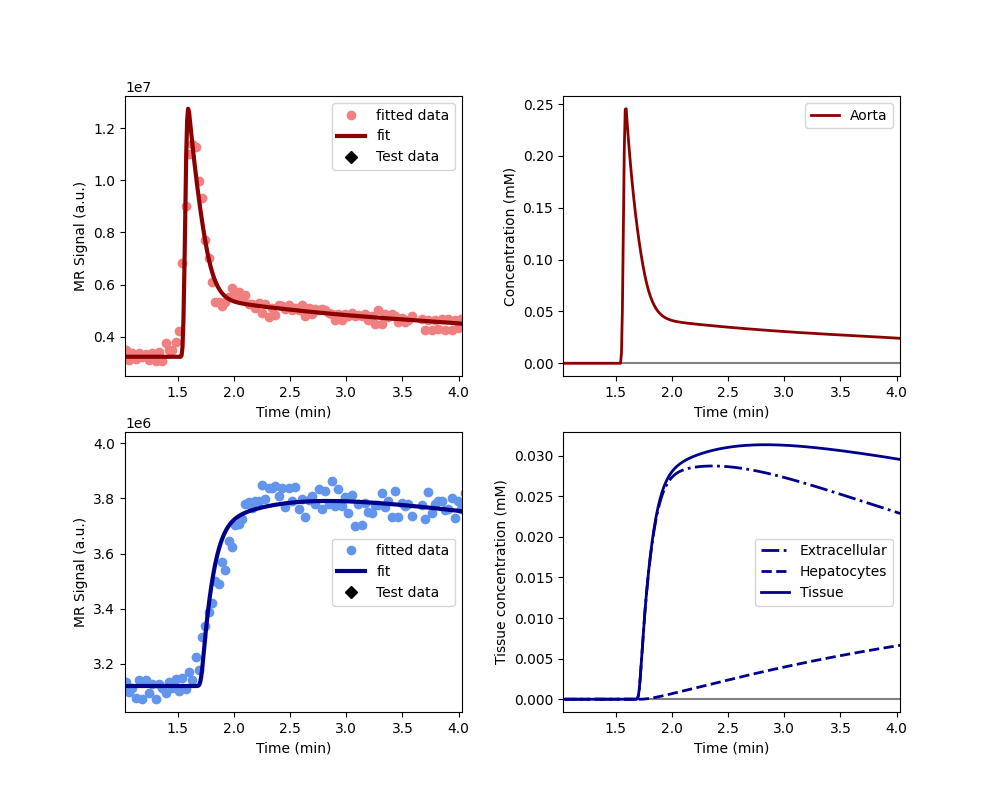 1e7
1.2
1.0
0.8
0.6
0.4
MR Signal (a.u.)
fitted data
fit
Test data
1.5 2.0 2.5 3.0 3.5 4.0
Time (min)
0.25
0.20
0.15
0.10
0.05
0.00
Concentration (mM)
Aorta
1.5 2.0 2.5 3.0 3.5 4.0
Time (min)
1e6
4.0
3.8
3.6
3.4
3.2
MR Signal (a.u.)
fitted data
fit
Test data
1.5 2.0 2.5 3.0 3.5 4.0
Time (min)
0.030
0.025
0.020
0.015
0.010
0.005
0.000
Tissue concentration (mM)
Extracellular
Hepatocytes
Tissue
1.5 2.0 2.5 3.0 3.5 4.0
Time (min)